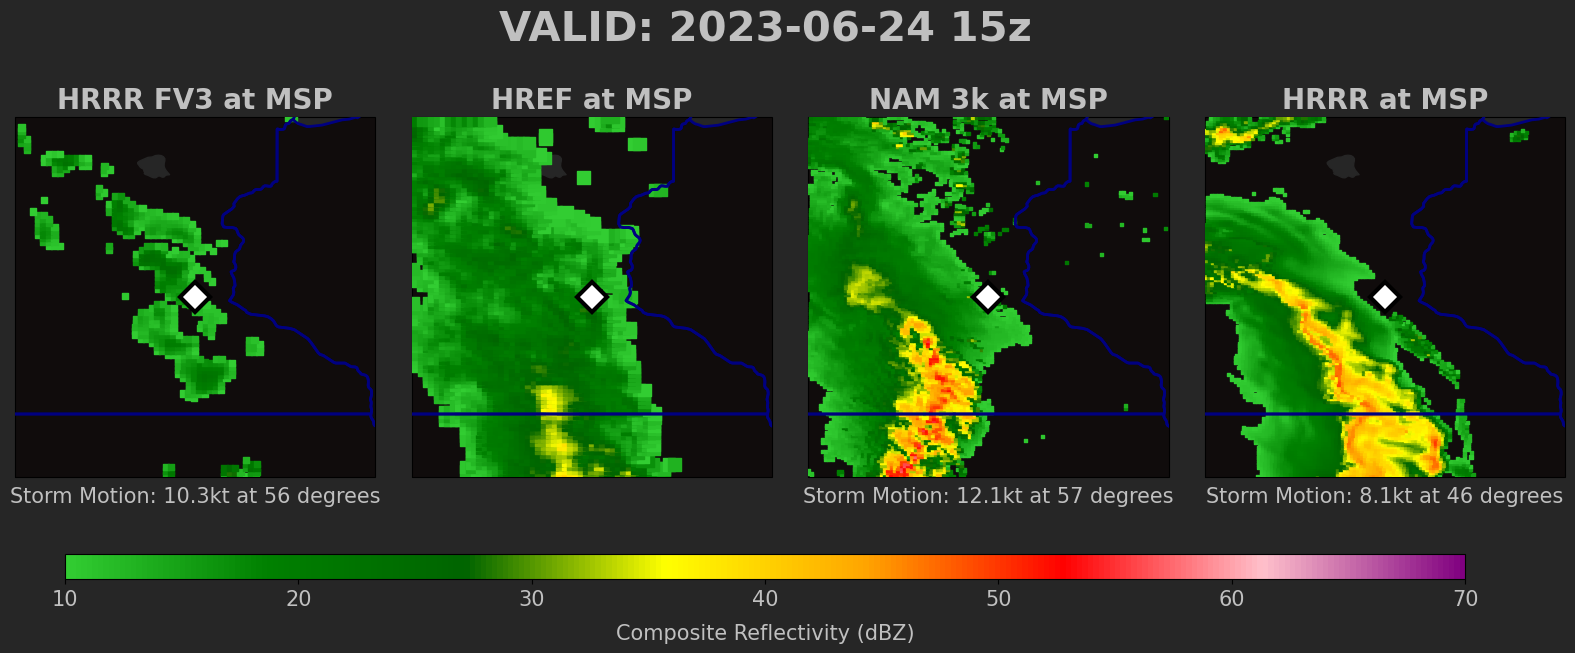 VALID: 2023-06-24 15z
HRRR FV3 at MSP
HREF at MSP
NAM 3k at MSP
HRRR at MSP
Storm Motion: 10.3kt at 56 degrees
Storm Motion: 12.1kt at 57 degrees
Storm Motion: 8.1kt at 46 degrees
10 20 30 40 50 60 70
Composite Reflectivity (dBZ)